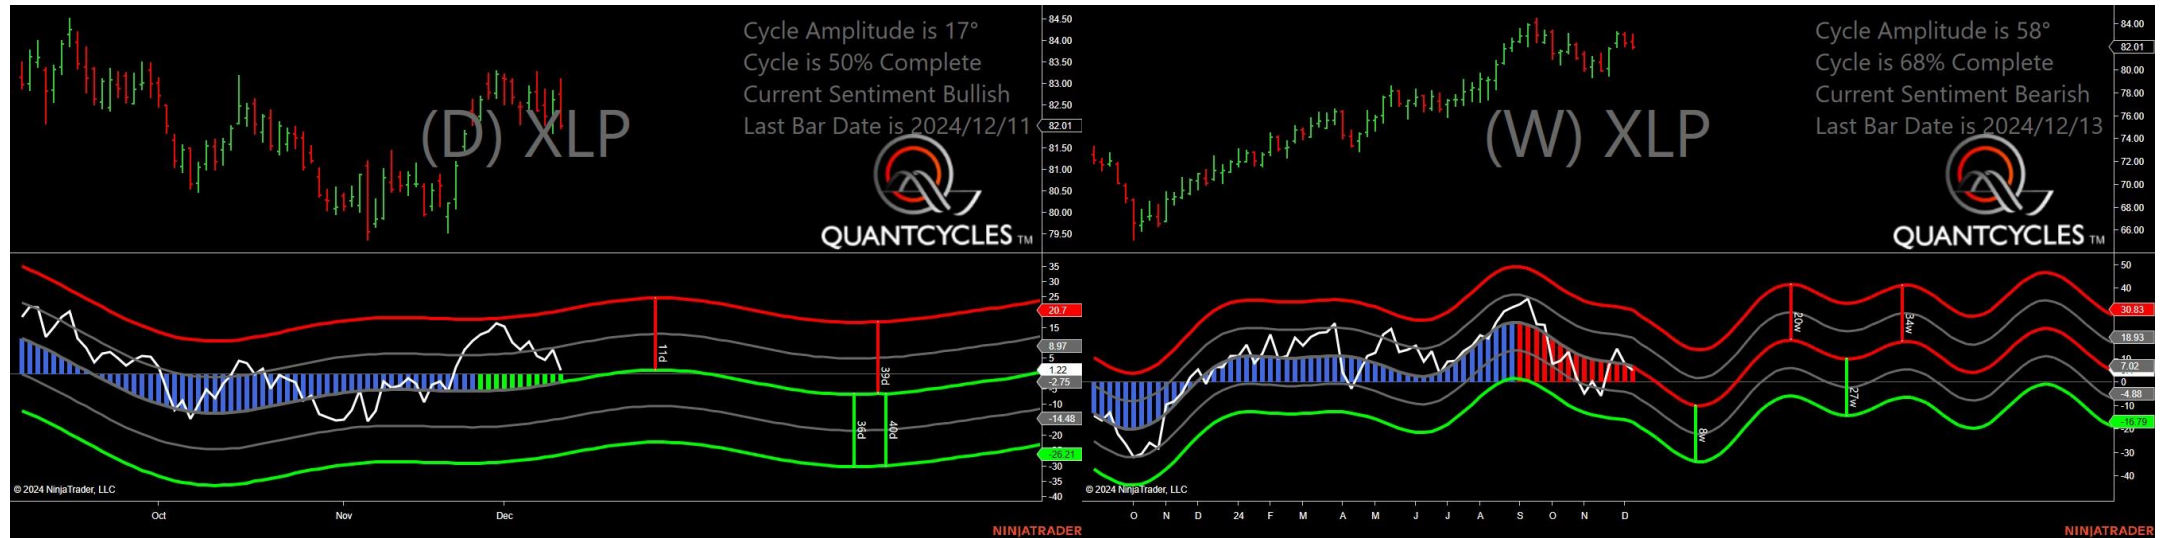 Cycle Amplitude is 17°
Cycle is 50% Complete
Current Sentiment Bullish
Last Bar Date is 2024/12/11
(D) XLP
QUANTCYCLES TM
84.50
84.00
83.50
83.00
82.50
82.01
81.50
81.00
80.50
80.00
79.50
35
30
25
20.7
15
8.97
5
1.22
-2.75
-10
-14.48
-20
-26.21
-30
-35
-40
11d
39d
36d
40d
© 2024 NinjaTrader, LLC
Oct Nov Dec
NINJATRADER
Cycle Amplitude is 58°
Cycle is 68% Complete
Current Sentiment Bearish
Last Bar Date is 2024/12/13
(W) XLP
QUANTCYCLES TM
84.00
82.01
80.00
78.00
76.00
74.00
72.00
70.00
68.00
66.00
50
40
30.83
18.93
10
7.02
0
-4.88
-10
-16.79
-20
-30
-40
20w
34w
27w
8w
© 2024 NinjaTrader, LLC
O N D 24 F M A M J J A S O N D
NINJATRADER